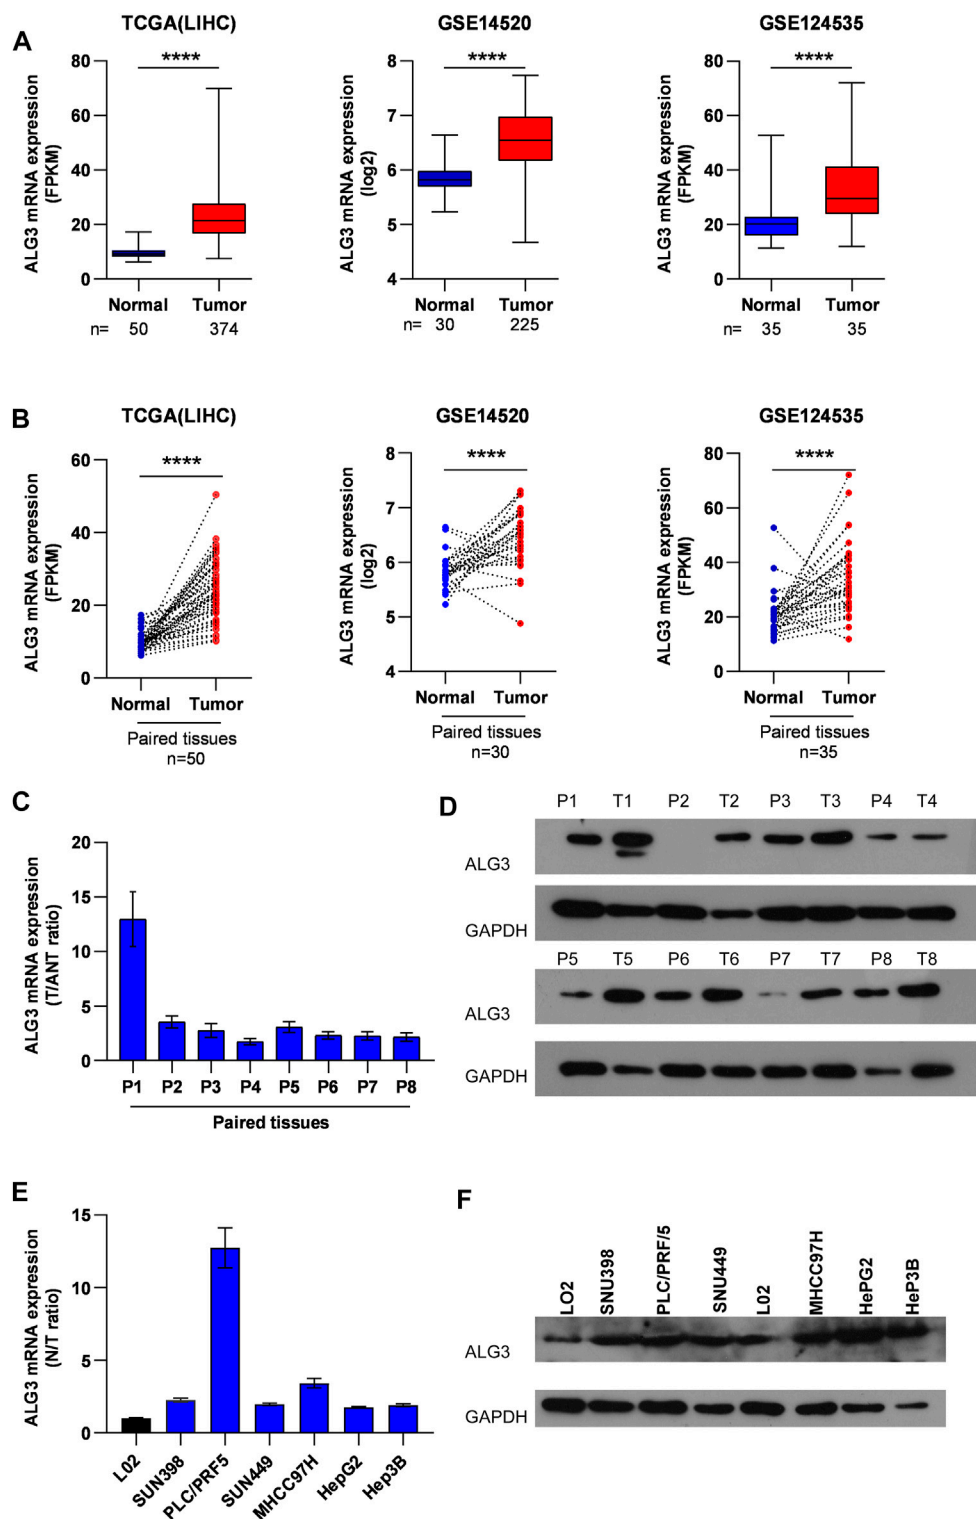 A
TCGA(LIHC)
GSE14520
GSE124535
ALG3 mRNA expression
(FPKM)
80
60
40
20
0
****
Normal Tumor
n= 50 374
ALG3 mRNA expression
(log2)
8
7
6
5
4
****
Normal Tumor
n= 30 225
ALG3 mRNA expression
(FPKM)
80
60
40
20
0
****
Normal Tumor
n= 35 35
B
TCGA(LIHC)
GSE14520
GSE124535
ALG3 mRNA expression
(FPKM)
60
40
20
0
****
Normal Tumor
Paired tissues
n=50
ALG3 mRNA expression
(log2)
8
7
6
5
4
****
Normal Tumor
Paired tissues
n=30
ALG3 mRNA expression
(FPKM)
80
60
40
20
0
****
Normal Tumor
Paired tissues
n=35
C
ALG3 mRNA expression
(T/ANT ratio)
20
15
10
5
0
P1 P2 P3 P4 P5 P6 P7 P8
Paired tissues
D
P1 T1 P2 T2 P3 T3 P4 T4
ALG3
GAPDH
P5 T5 P6 T6 P7 T7 P8 T8
ALG3
GAPDH
E
ALG3 mRNA expression
(N/T ratio)
15
10
5
0
L02 SUN398 PLC/PRF5 SUN449 MHCC97H HepG2 Hep3B
F
LO2 SNU398 PLC/PRF/5 SNU449 L02 MHCC97H HePG2 HeP3B
ALG3
GAPDH